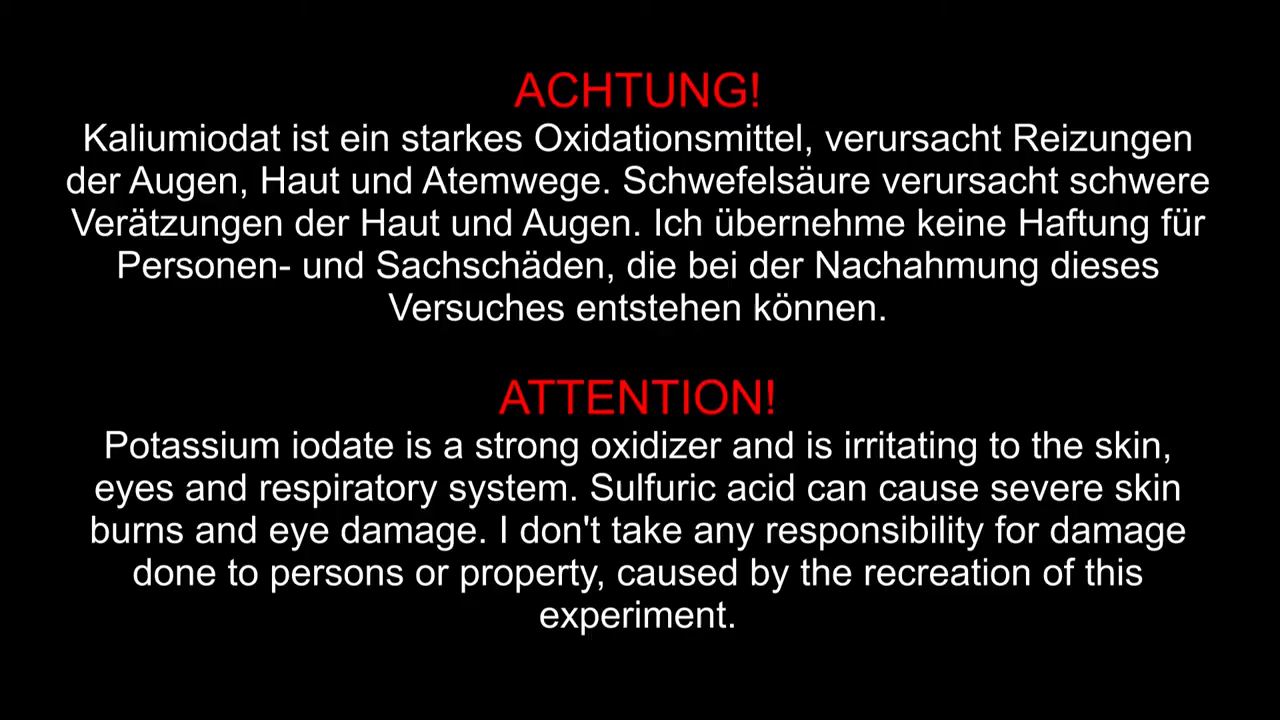 ACHTUNG!
Kaliumiodat ist ein starkes Oxidationsmittel, verursacht Reizungen
der Augen, Haut und Atemwege. Schwefelsäure verursacht schwere
Verätzungen der Haut und Augen. Ich übernehme keine Haftung für
Personen- und Sachschäden, die bei der Nachahmung dieses
Versuches entstehen können.
ATTENTION!
Potassium iodate is a strong oxidizer and is irritating to the skin,
eyes and respiratory system. Sulfuric acid can cause severe skin
burns and eye damage. I don't take any responsibility for damage
done to persons or property, caused by the recreation of this
experiment.